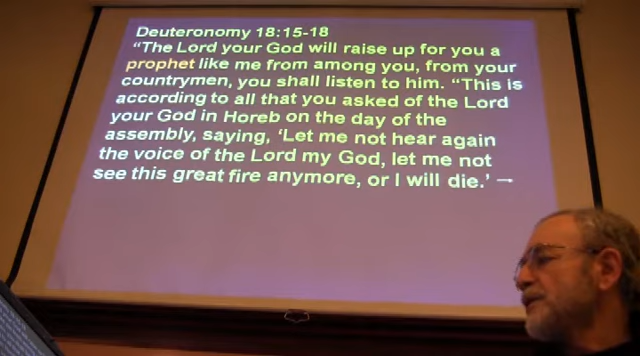 Deuteronomy 18:15-18
“The Lord your God will raise up for you a
prophet like me from among you, from your
countrymen, you shall listen to him. “This is
according to all that you asked of the Lord
your God in Horeb on the day of the
assembly, saying, ‘Let me not hear again
the voice of the Lord my God, let me not
see this great fire anymore, or I will die.’ →